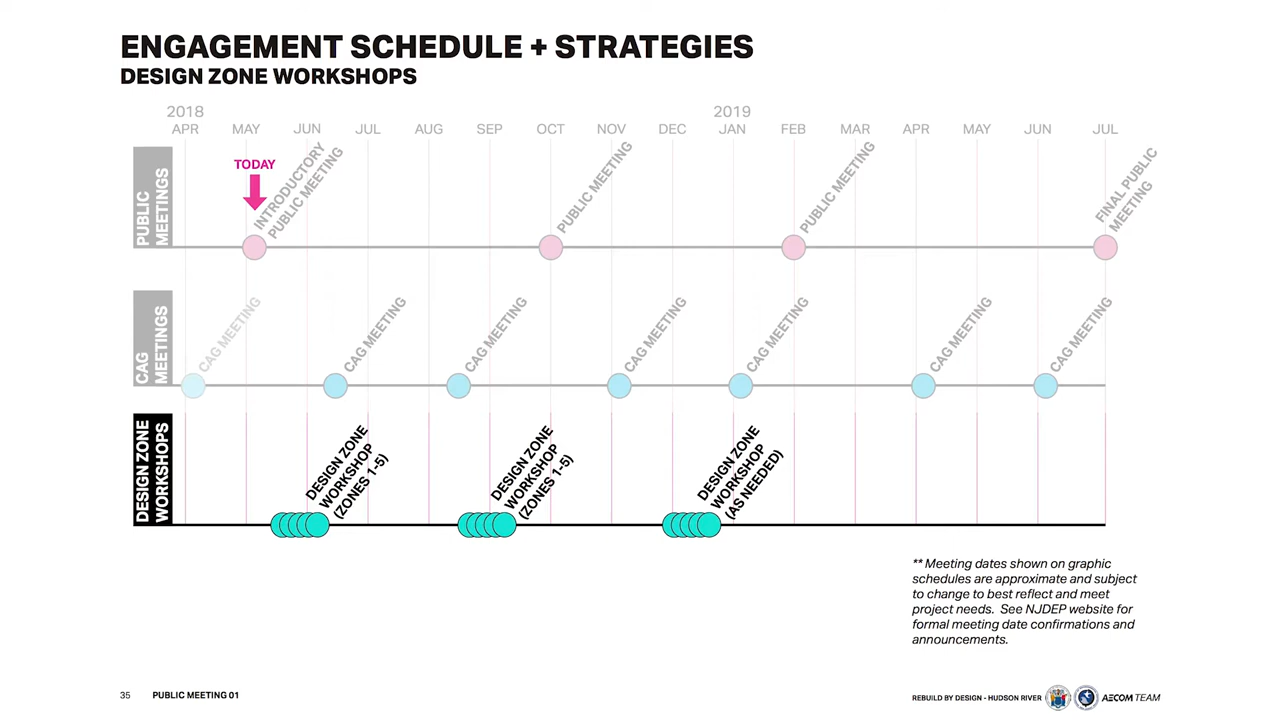 ENGAGEMENT SCHEDULE + STRATEGIES
DESIGN ZONE WORKSHOPS
2018 2019
APR MAY JUN JUL AUG SEP OCT NOV DEC JAN FEB MAR APR MAY JUN JUL
PUBLIC
MEETINGS
TODAY
INTRODUCTORY
PUBLIC MEETING
PUBLIC MEETING
PUBLIC MEETING
FINAL PUBLIC
MEETING
CAG
MEETINGS
CAG MEETING
CAG MEETING
CAG MEETING
CAG MEETING
CAG MEETING
CAG MEETING
CAG MEETING
DESIGN ZONE
WORKSHOPS
DESIGN ZONE
WORKSHOP
(ZONES 1-5)
DESIGN ZONE
WORKSHOP
(ZONES 1-5)
DESIGN ZONE
WORKSHOP
(AS NEEDED)
** Meeting dates shown on graphic
schedules are approximate and subject
to change to best reflect and meet
project needs. See NJDEP website for
formal meeting date confirmations and
announcements.
35 PUBLIC MEETING 01
REBUILD BY DESIGN - HUDSON RIVER AECOM TEAM